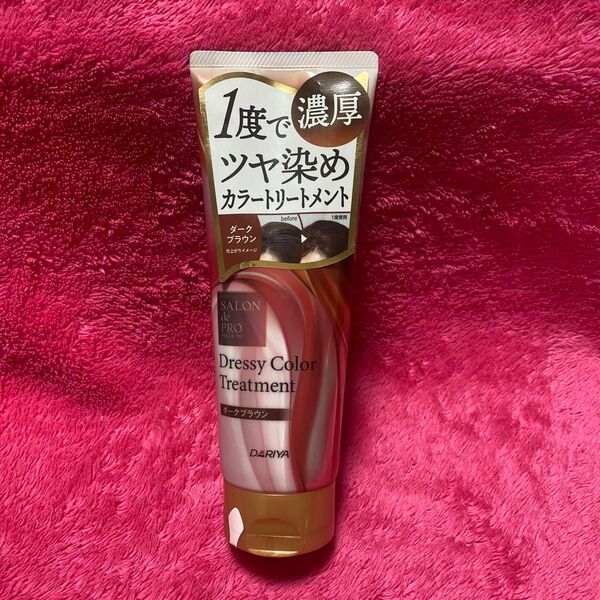 濃厚
1度で
ツヤ染め
カラートリートメント
ダーク
ブラウン
仕上がりイメージ
before
1度使用
SALON
de
PRO
Dressy Color
Treatment
ダークブラウン
DARIYA